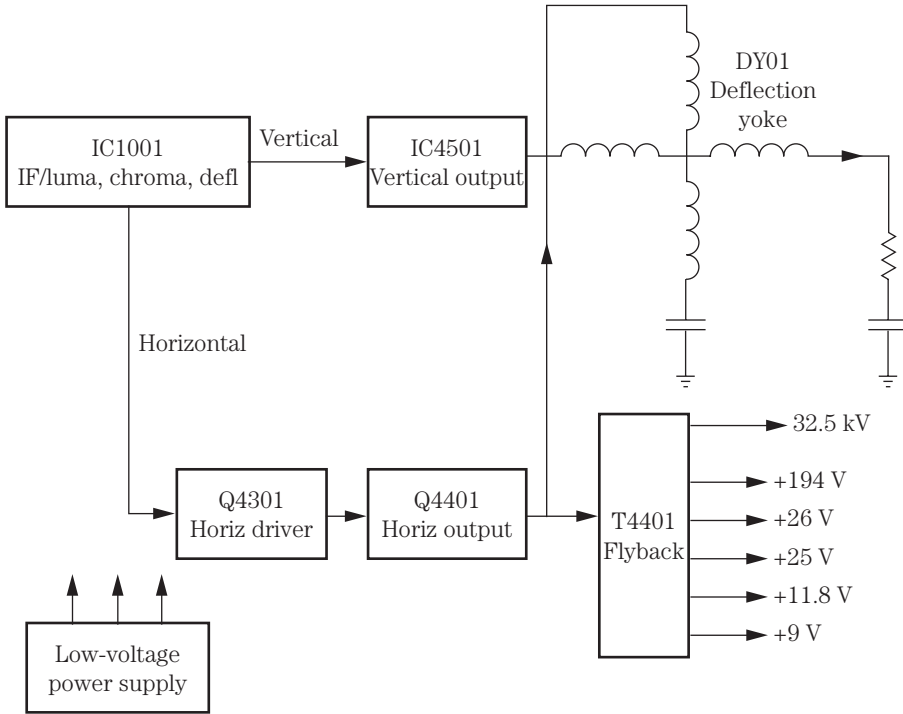 DY01
Deflection
yoke
IC1001
IF/luma, chroma, defl
Vertical
IC4501
Vertical output
Horizontal
32.5 kV
+194 V
+26 V
+25 V
+11.8 V
+9 V
Q4301
Horiz driver
Q4401
Horiz output
T4401
Flyback
Low-voltage
power supply